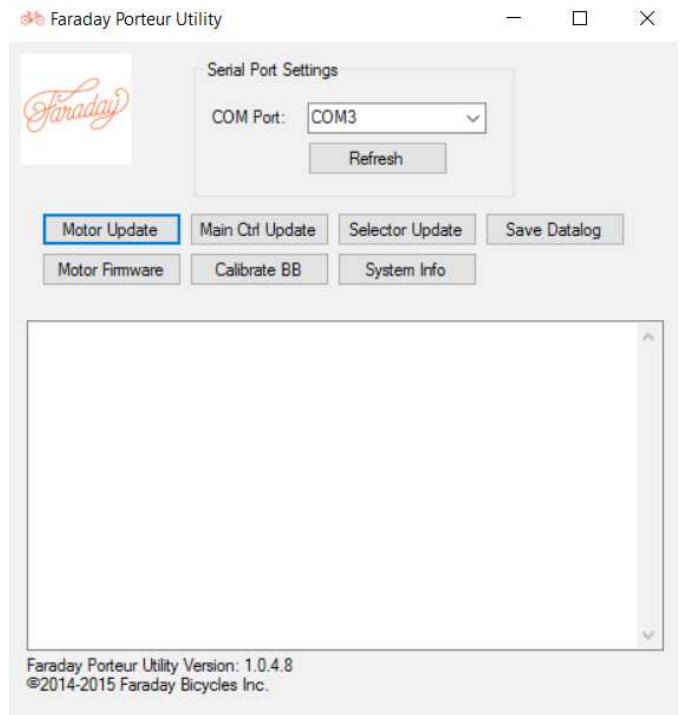 Faraday Porteur Utility
Faraday
Serial Port Settings
COM Port: COM3
Refresh
Motor Update Main Ctrl Update Selector Update Save Datalog
Motor Firmware Calibrate BB System Info
Faraday Porteur Utility Version: 1.0.4.8
©2014-2015 Faraday Bicycles Inc.